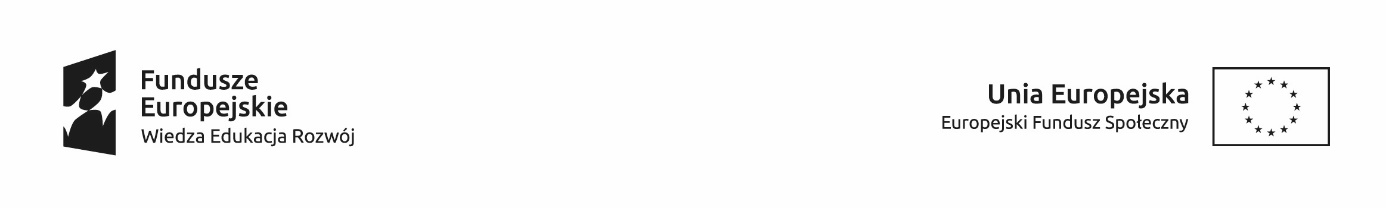 Fundusze
Europejskie
Wiedza Edukacja Rozwój
Unia Europejska
Europejski Fundusz Społeczny